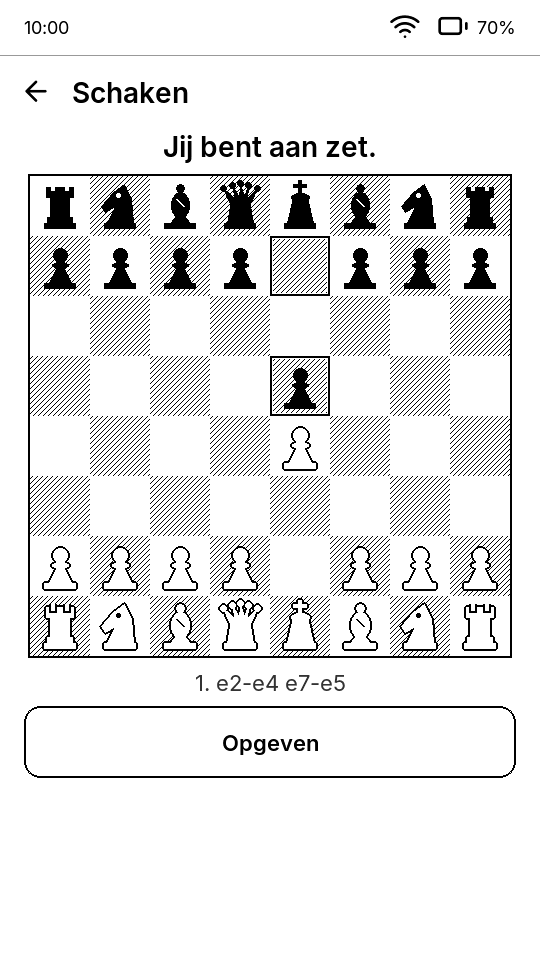 10:00 70%
Schaken
Jij bent aan zet.
1. e2-e4 e7-e5
Opgeven